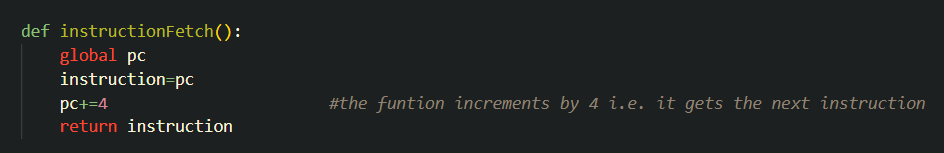 def instructionFetch():
global pc
instruction=pc
pc+=4 #the funtion increments by 4 i.e. it gets the next instruction
return instruction